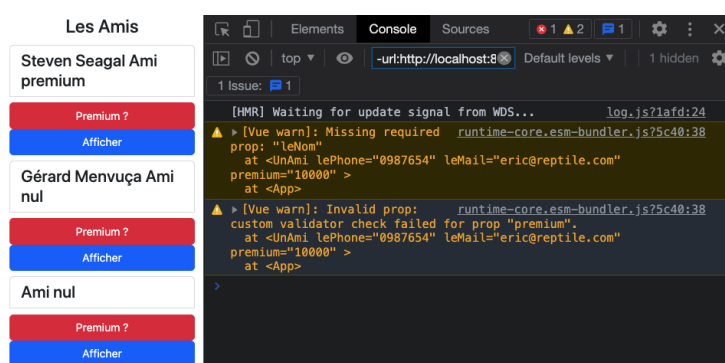 Les Amis
Steven Seagal Ami
premium
Premium ?
Afficher
Gérard Menvuça Ami
nul
Premium ?
Afficher
Ami nul
Premium ?
Afficher
Elements Console Sources 1 2 1
top ▼ -url:http://localhost:8 Default levels ▼ 1 hidden
1 Issue: 1
[HMR] Waiting for update signal from WDS... log.js?1afd:24
[Vue warn]: Missing required runtime-core.esm-bundler.js?5c40:38
prop: "leNom"
at <UnAmi lePhone="0987654" leMail="eric@reptile.com"
premium="10000" >
at <App>
[Vue warn]: Invalid prop: runtime-core.esm-bundler.js?5c40:38
custom validator check failed for prop "premium".
at <UnAmi lePhone="0987654" leMail="eric@reptile.com"
premium="10000" >
at <App>